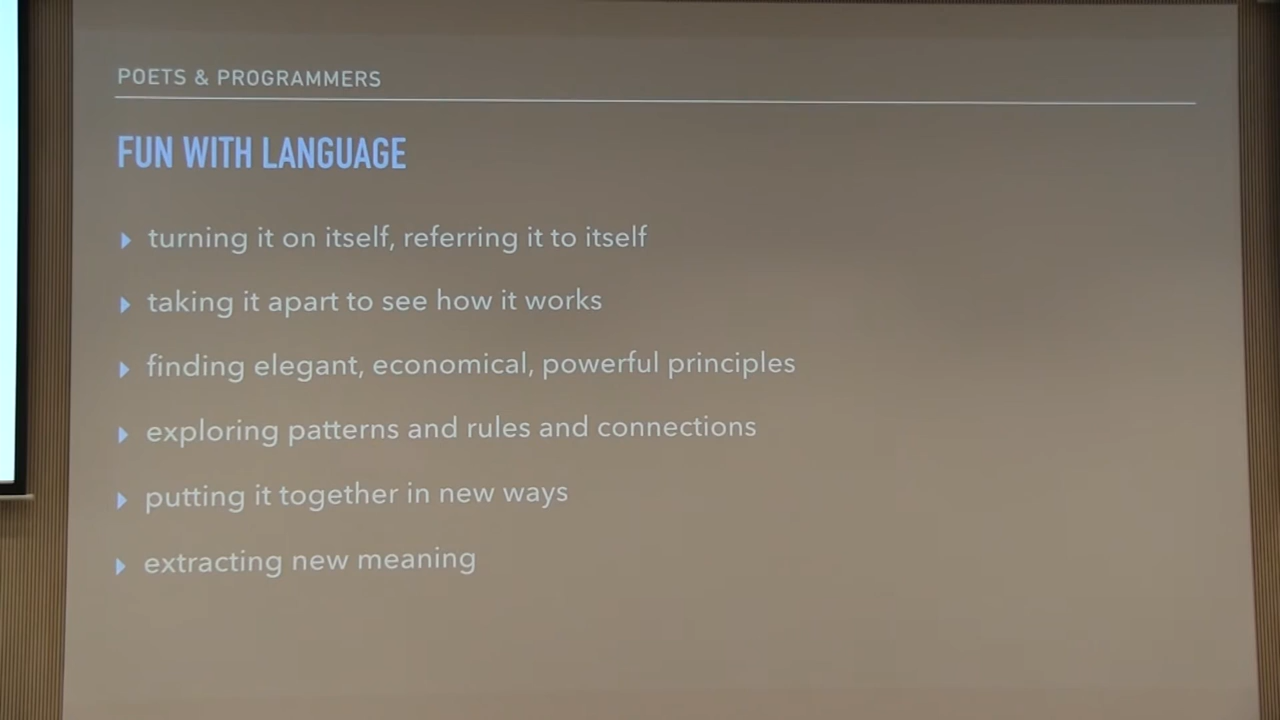 POETS & PROGRAMMERS
FUN WITH LANGUAGE
turning it on itself, referring it to itself
taking it apart to see how it works
finding elegant, economical, powerful principles
exploring patterns and rules and connections
putting it together in new ways
extracting new meaning